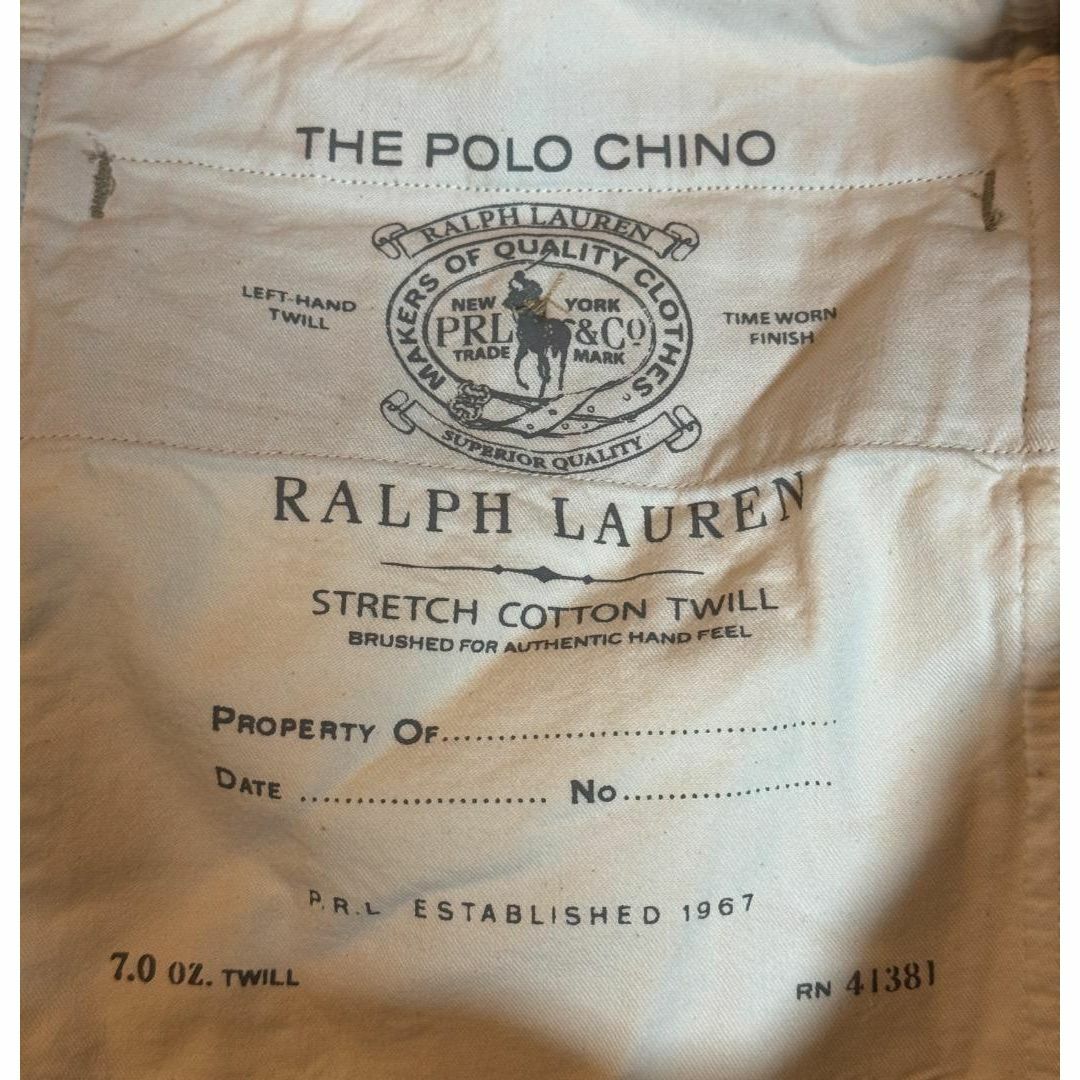 THE POLO CHINO
RALPH LAUREN
MAKERS OF QUALITY CLOTHES.
LEFT-HAND
TWILL
NEW YORK
PRL &Co
TRADE MARK
TIME WORN
FINISH
SUPERIOR QUALITY
RALPH LAUREN
STRETCH COTTON TWILL
BRUSHED FOR AUTHENTIC HAND FEEL
PROPERTY OF
DATE No
P.R.L ESTABLISHED 1967
7.0 OZ. TWILL
RN 41381